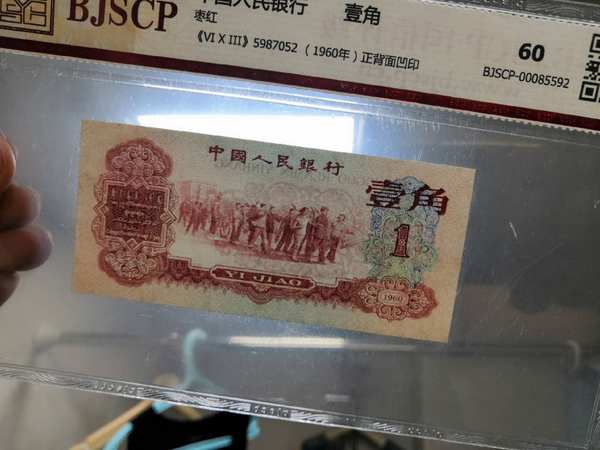 BJSCP
中国人民银行 壹角
枣红
《VI X III》5987052 （1960年）正背面凹印
60
BJSCP-00085592
中國人民銀行
壹角
1
YI JIAO
1960